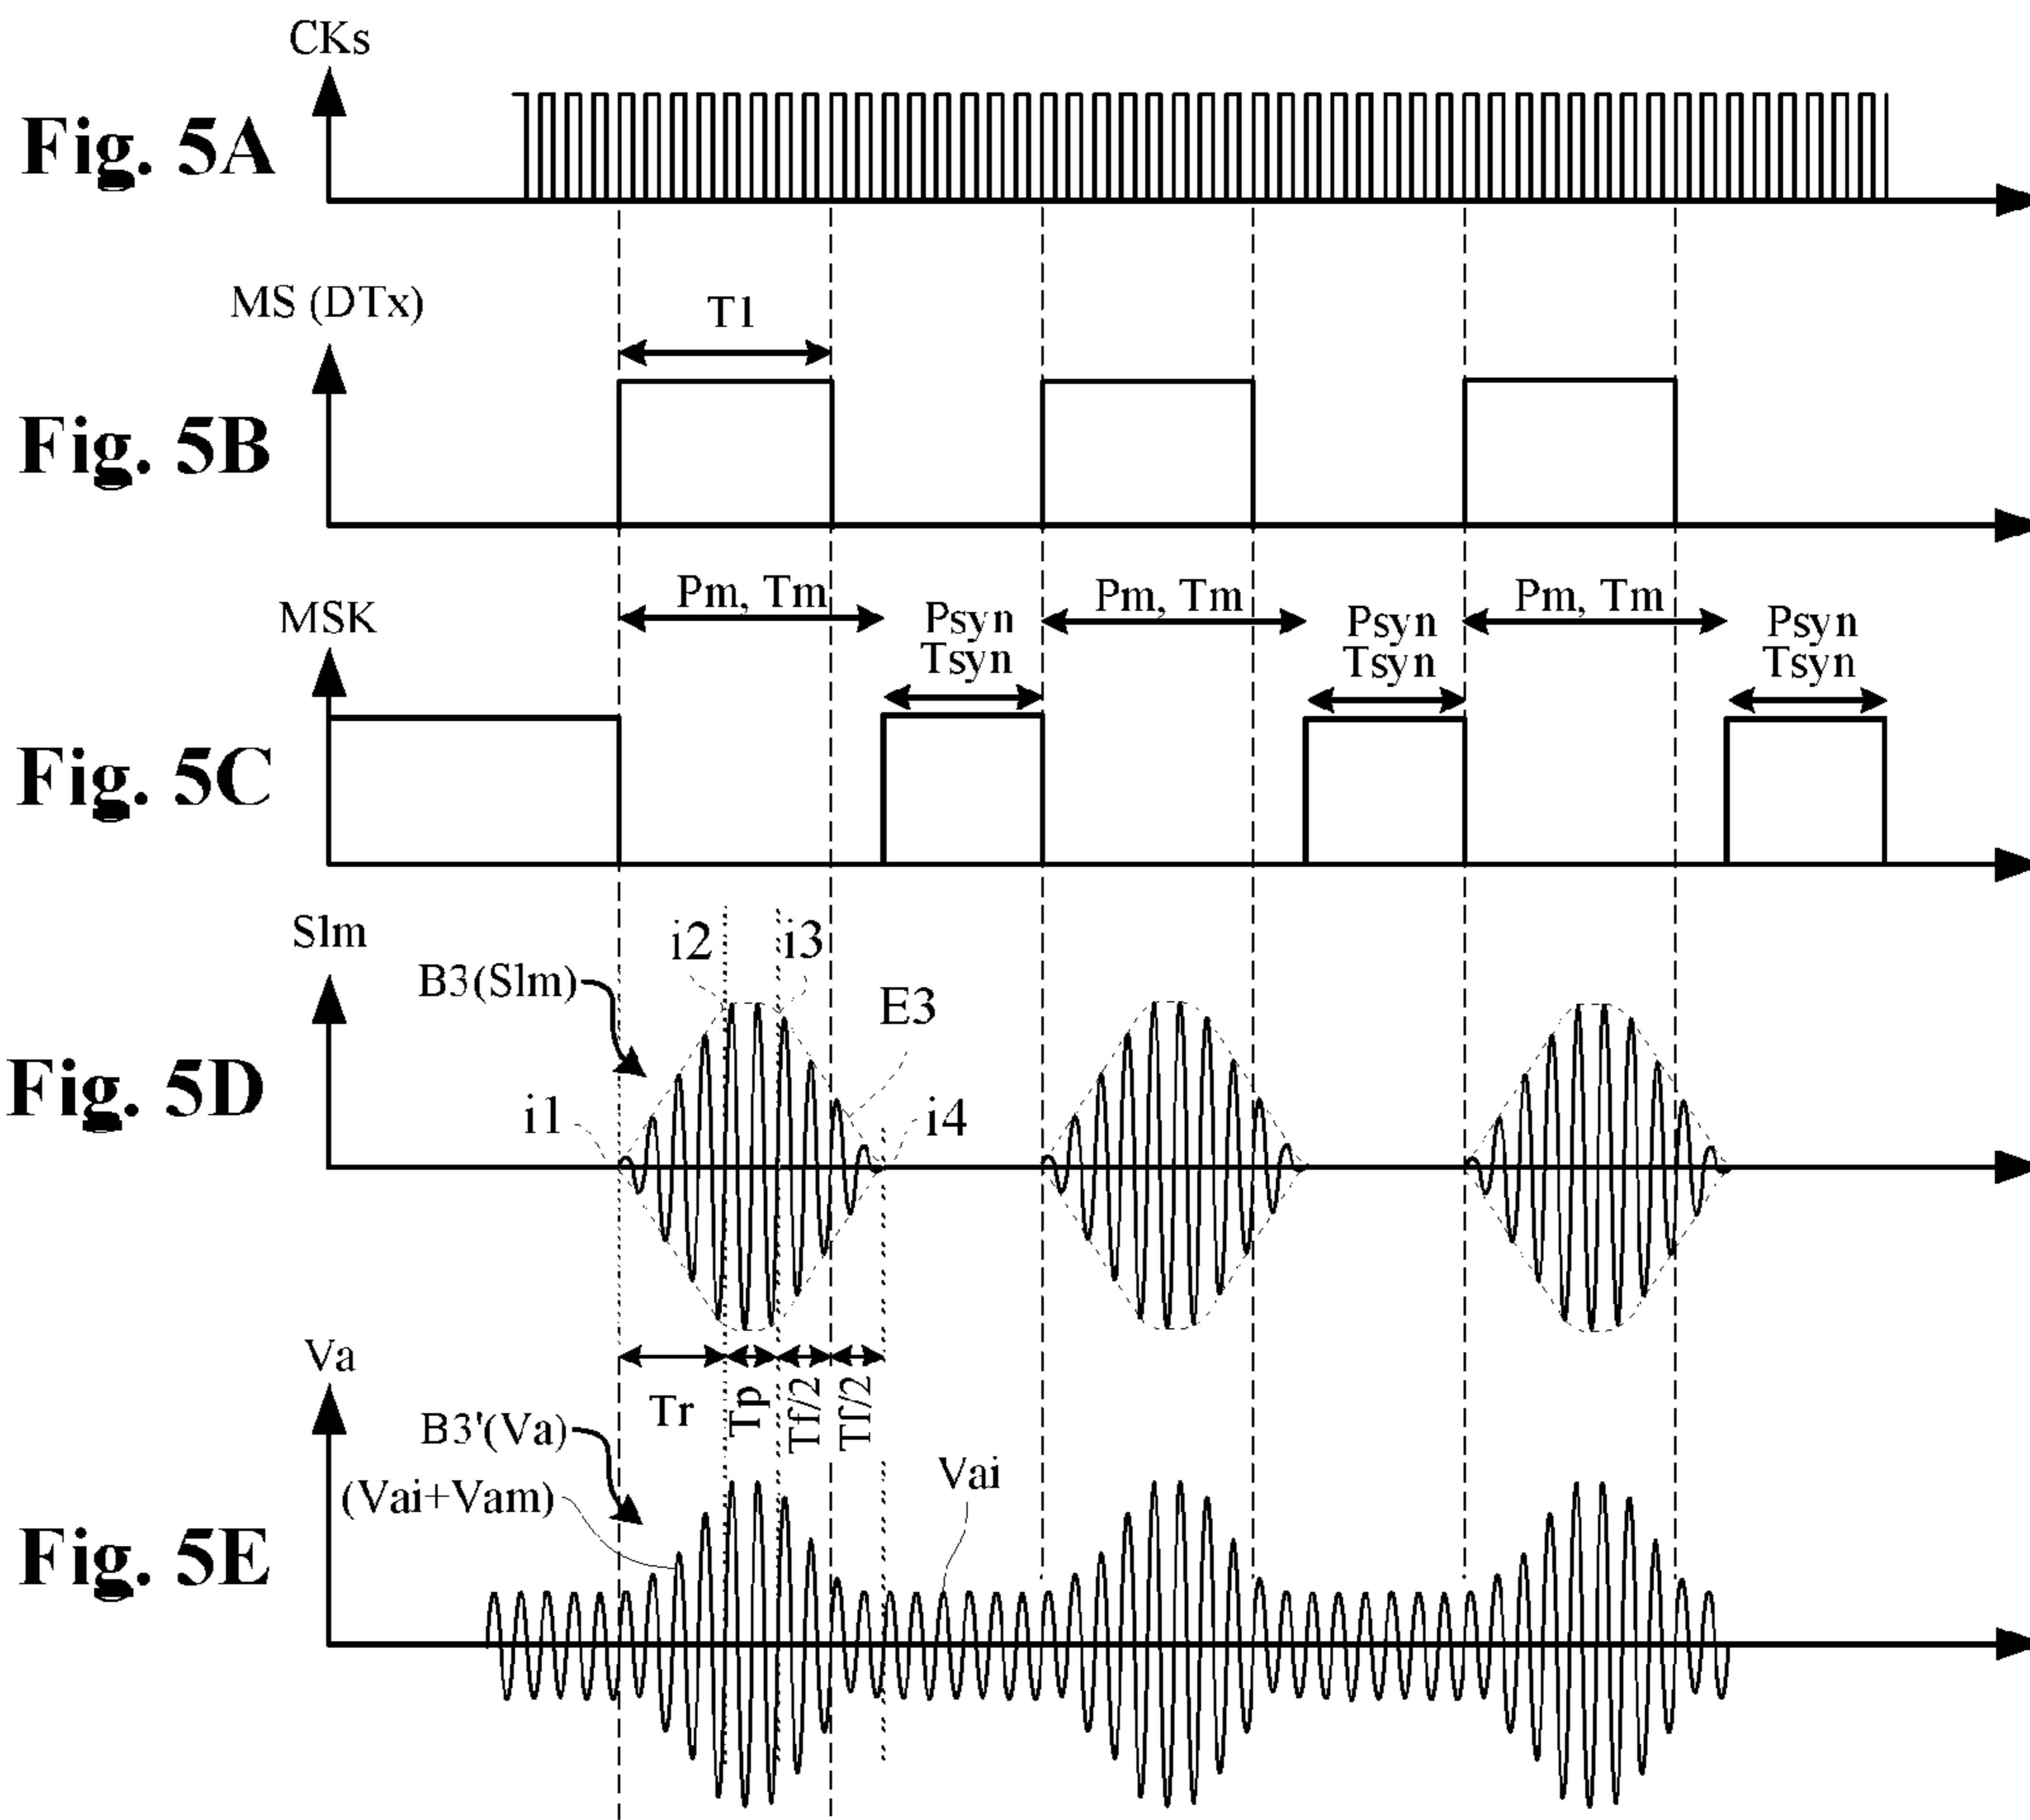 CKs
Fig. 5A
MS (DTx)
T1
Fig. 5B
MSK
Pm, Tm
Psyn
Tsyn
Pm, Tm
Psyn
Tsyn
Pm, Tm
Psyn
Tsyn
Fig. 5C
Slm
B3(Slm)
i2
i3
E3
i1
i4
Fig. 5D
Tr
Tp
Tf/2
Tf/2
Va
B3'(Va)
(Vai+Vam)
Vai
Fig. 5E